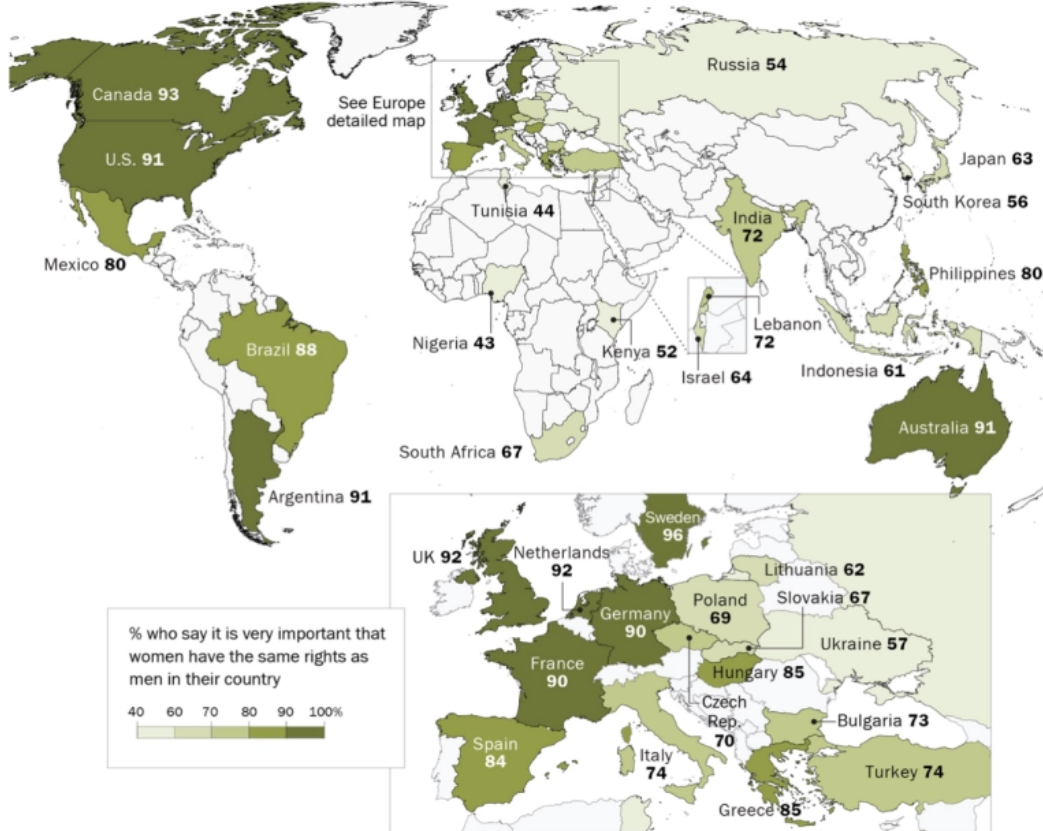 Canada 93
U.S. 91
Mexico 80
Brazil 88
Argentina 91
See Europe
detailed map
Russia 54
Japan 63
South Korea 56
India
72
Philippines 80
Tunisia 44
Nigeria 43
Kenya 52
Lebanon
72
Israel 64
Indonesia 61
South Africa 67
Australia 91
Sweden
96
UK 92
Netherlands
92
Lithuania 62
Slovakia 67
Poland
69
Germany
90
Ukraine 57
France
90
Hungary 85
Czech
Rep.
70
Bulgaria 73
Spain
84
Italy
74
Turkey 74
Greece 85
% who say it is very important that
women have the same rights as
men in their country
40 60 70 80 90 100%